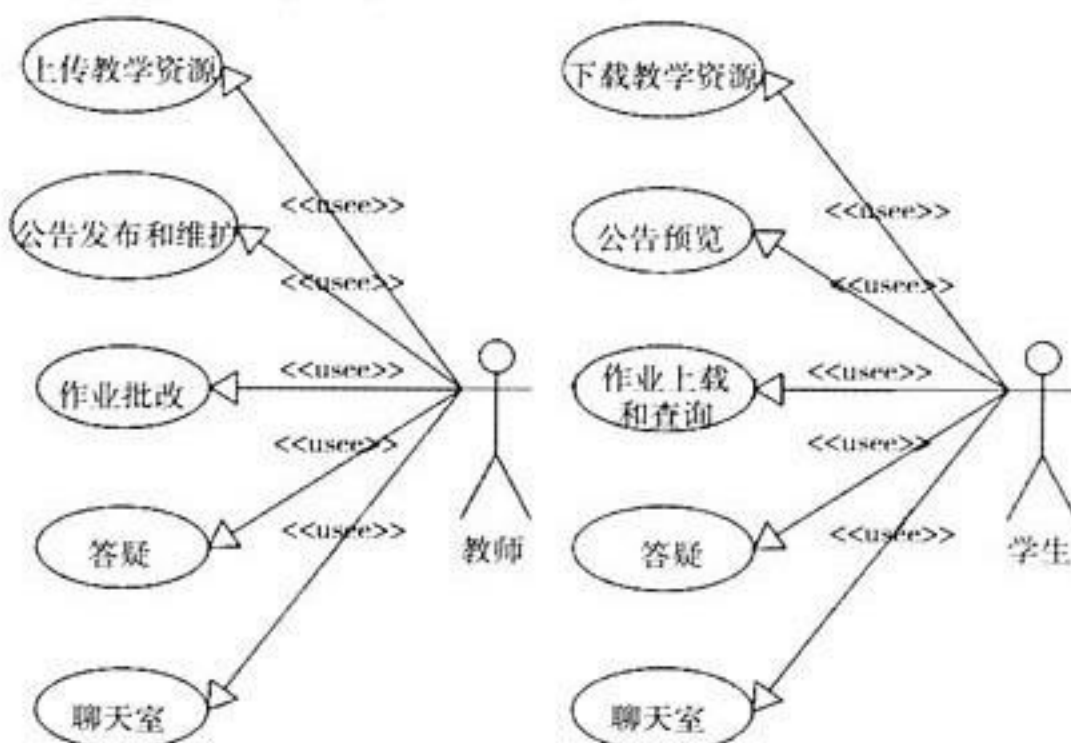 上传教学资源
<<usee>>
公告发布和维护
<<usee>>
作业批改
<<usee>>
<<usee>>
答疑
<<usee>>
聊天室
教师
下载教学资源
<<usee>>
公告预览
<<usee>>
作业上载
和查询
<<usee>>
<<usee>>
答疑
<<usee>>
聊天室
学生